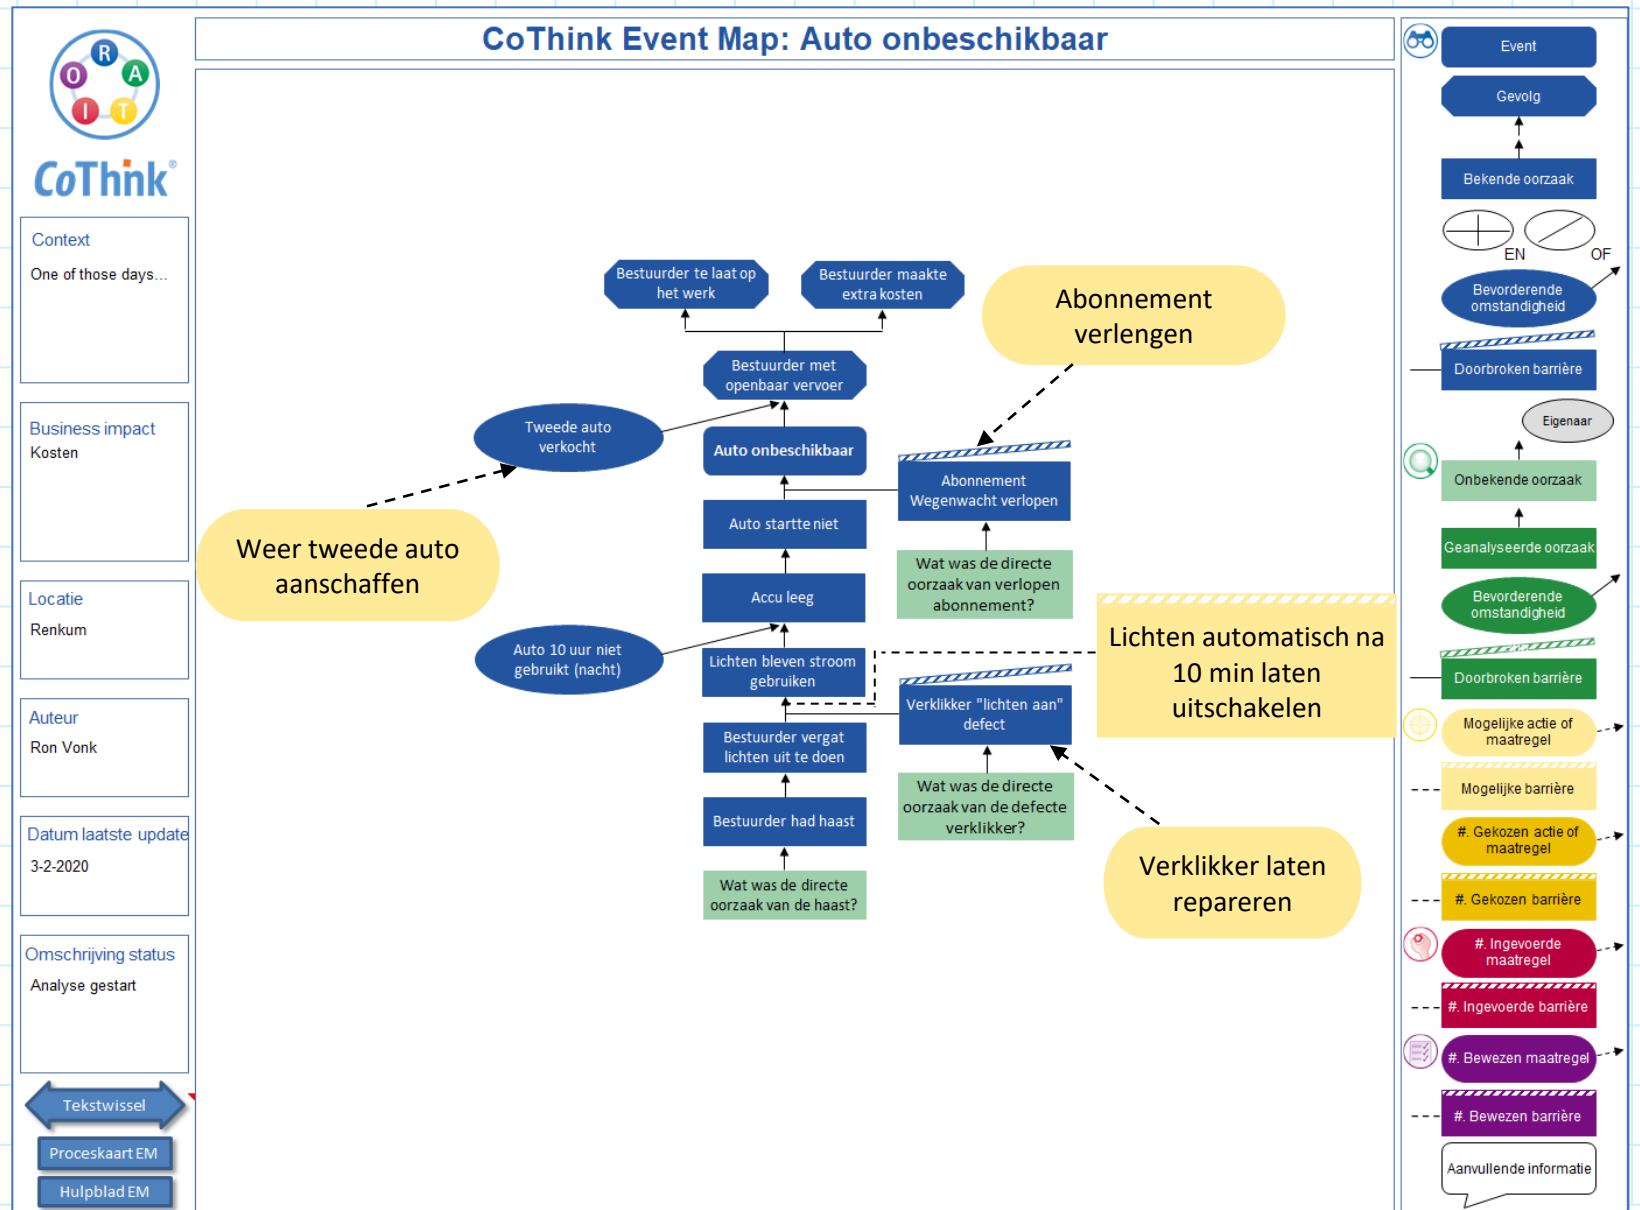 CoThink Event Map: Auto onbeschikbaar
R
O
A
I
T
CoThink®
Context
One of those days...
Business impact
Kosten
Locatie
Renkum
Auteur
Ron Vonk
Datum laatste update
3-2-2020
Omschrijving status
Analyse gestart
Tekstwissel
Proceskaart EM
Hulpblad EM
Bestuurder te laat op
het werk
Bestuurder maakte
extra kosten
Abonnement
verlengen
Bestuurder met
openbaar vervoer
Tweede auto
verkocht
Auto onbeschikbaar
Abonnement
Wegenwacht verlopen
Weer tweede auto
aanschaffen
Auto startte niet
Wat was de directe
oorzaak van verlopen
abonnement?
Accu leeg
Auto 10 uur niet
gebruikt (nacht)
Lichten bleven stroom
gebruiken
Lichten automatisch na
10 min laten
uitschakelen
Verklikker "lichten aan"
defect
Bestuurder vergat
lichten uit te doen
Wat was de directe
oorzaak van de defecte
verklikker?
Bestuurder had haast
Verklikker laten
repareren
Wat was de directe
oorzaak van de haast?
Event
Gevolg
Bekende oorzaak
EN
OF
Bevorderende
omstandigheid
Doorbroken barrière
Eigenaar
Onbekende oorzaak
Geanalyseerde oorzaak
Bevorderende
omstandigheid
Doorbroken barrière
Mogelijke actie of
maatregel
Mogelijke barrière
#. Gekozen actie of
maatregel
#. Gekozen barrière
#. Ingevoerde
maatregel
#. Ingevoerde barrière
#. Bewezen maatregel
#. Bewezen barrière
Aanvullende informatie